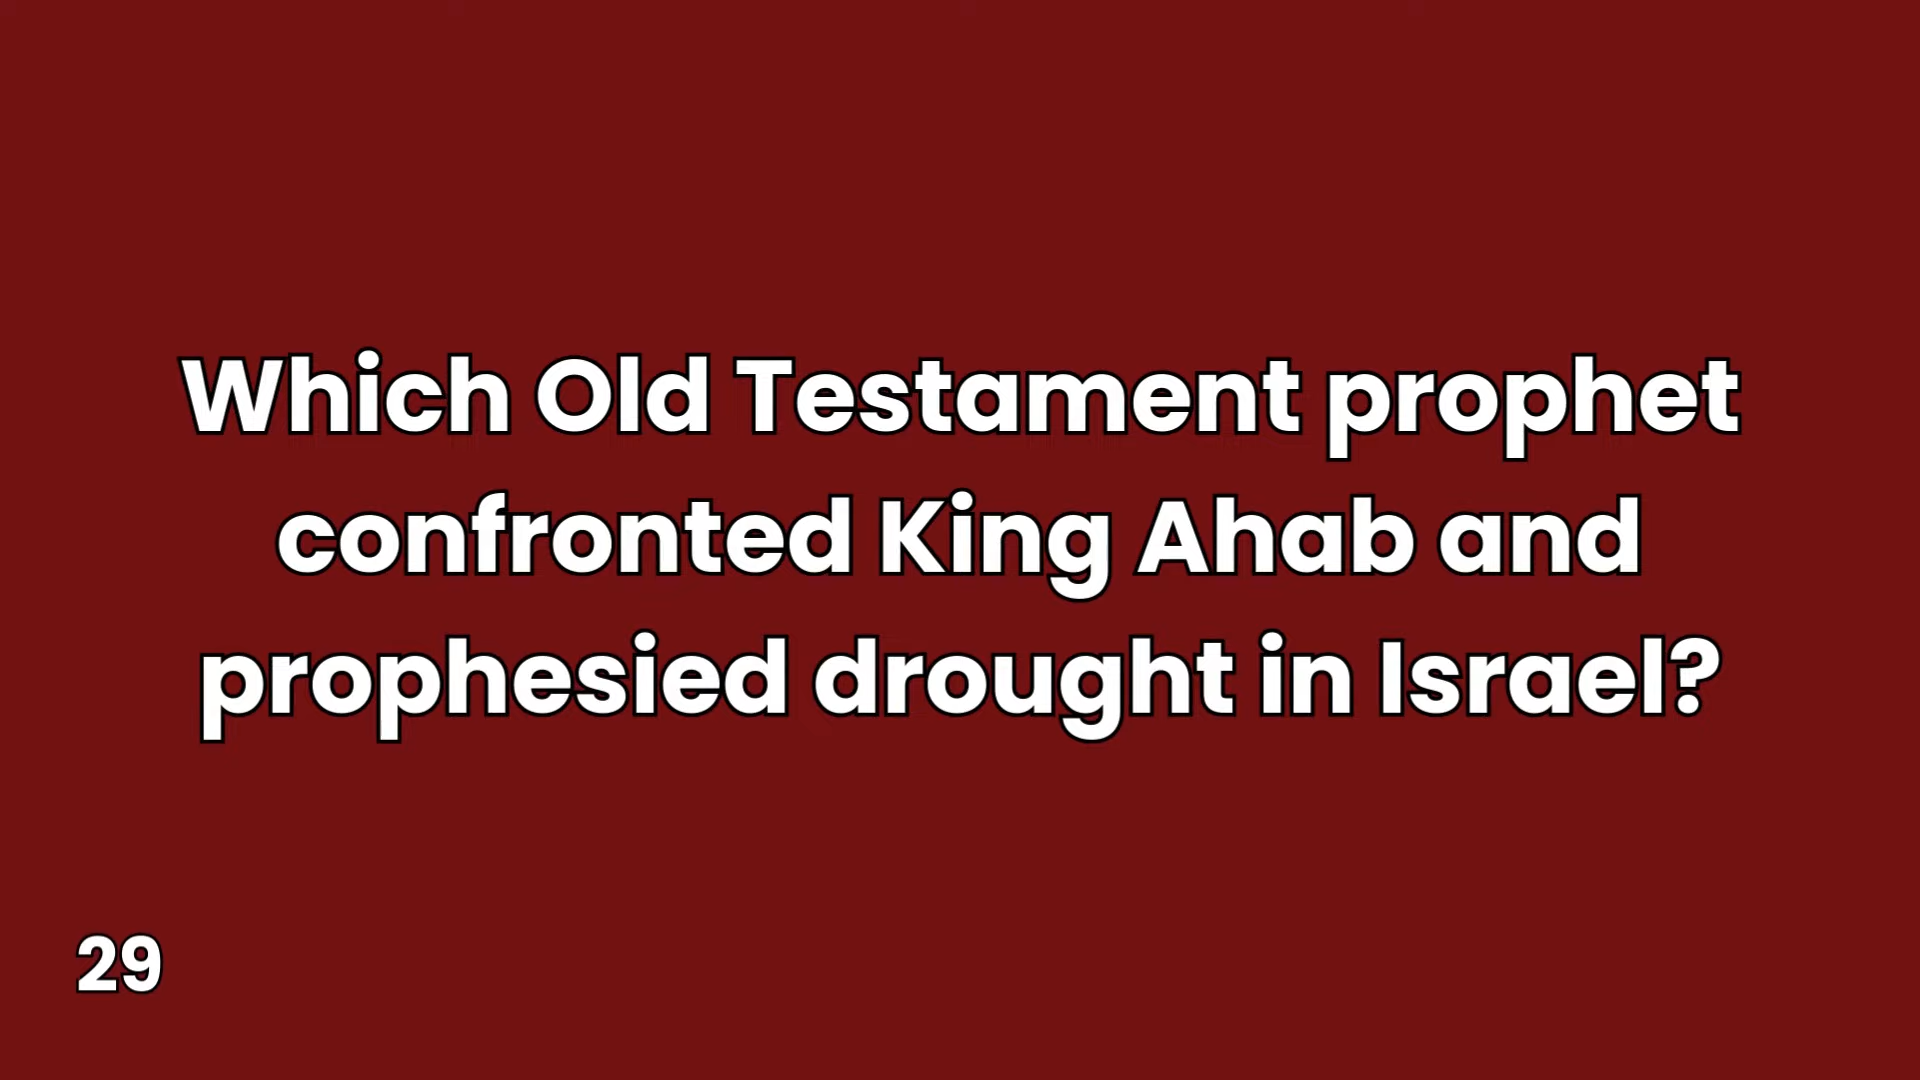 Which Old Testament prophet
confronted King Ahab and
prophesied drought in Israel?
29